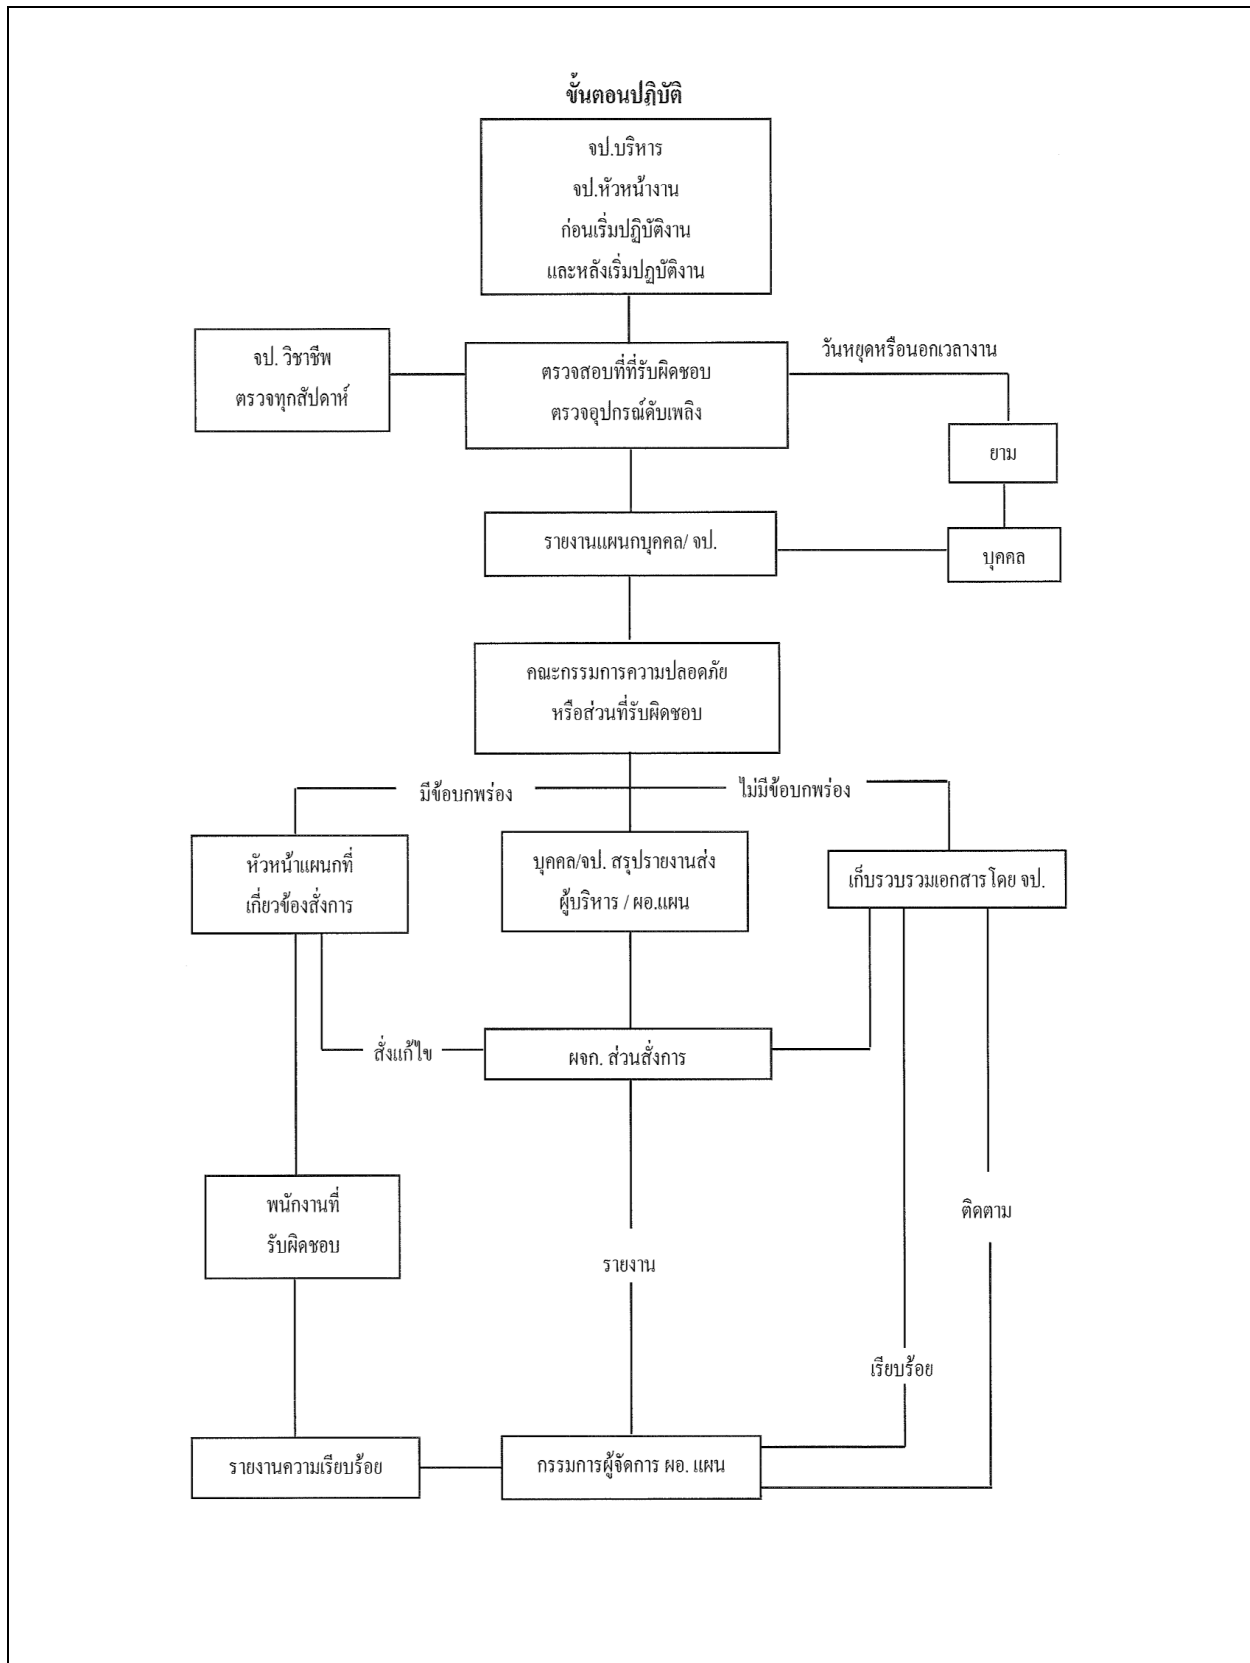 ขั้นตอนปฏิบัติ
จป.บริหาร
จป.หัวหน้างาน
ก่อนเริ่มปฏิบัติงาน
และหลังเริ่มปฏบัติงาน
จป. วิชาชีพ
ตรวจทุกสัปดาห์
ตรวจสอบที่ที่รับผิดชอบ
ตรวจอุปกรณ์ดับเพลิง
วันหยุดหรือนอกเวลางาน
ยาม
รายงานแผนกบุคคล/ จป.
บุคคล
คณะกรรมการความปลอดภัย
หรือส่วนที่รับผิดชอบ
มีข้อบกพร่อง
ไม่มีข้อบกพร่อง
หัวหน้าแผนกที่
เกี่ยวข้องสั่งการ
บุคคล/จป. สรุปรายงานส่ง
ผู้บริหาร / ผอ.แผน
เก็บรวบรวมเอกสารโดย จป.
สั่งแก้ไข
ผจก. ส่วนสั่งการ
พนักงานที่
รับผิดชอบ
ติดตาม
รายงาน
เรียบร้อย
รายงานความเรียบร้อย
กรรมการผู้จัดการ ผอ. แผน